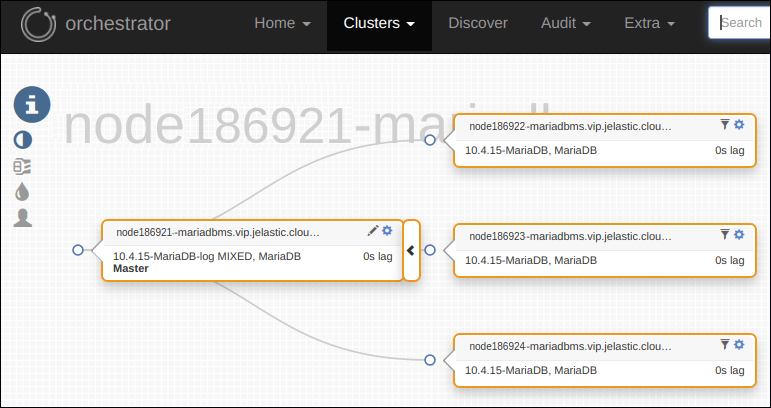 orchestrator
Home
Clusters
Discover
Audit
Extra
Search
node186921-mariadb
node186922-mariadbms.vip.jelastic.clou...
10.4.15-MariaDB, MariaDB
0s lag
node186921-mariadbms.vip.jelastic.clou...
10.4.15-MariaDB-log MIXED, MariaDB
0s lag
Master
node186923-mariadbms.vip.jelastic.clou...
10.4.15-MariaDB, MariaDB
0s lag
node186924-mariadbms.vip.jelastic.clou...
10.4.15-MariaDB, MariaDB
0s lag